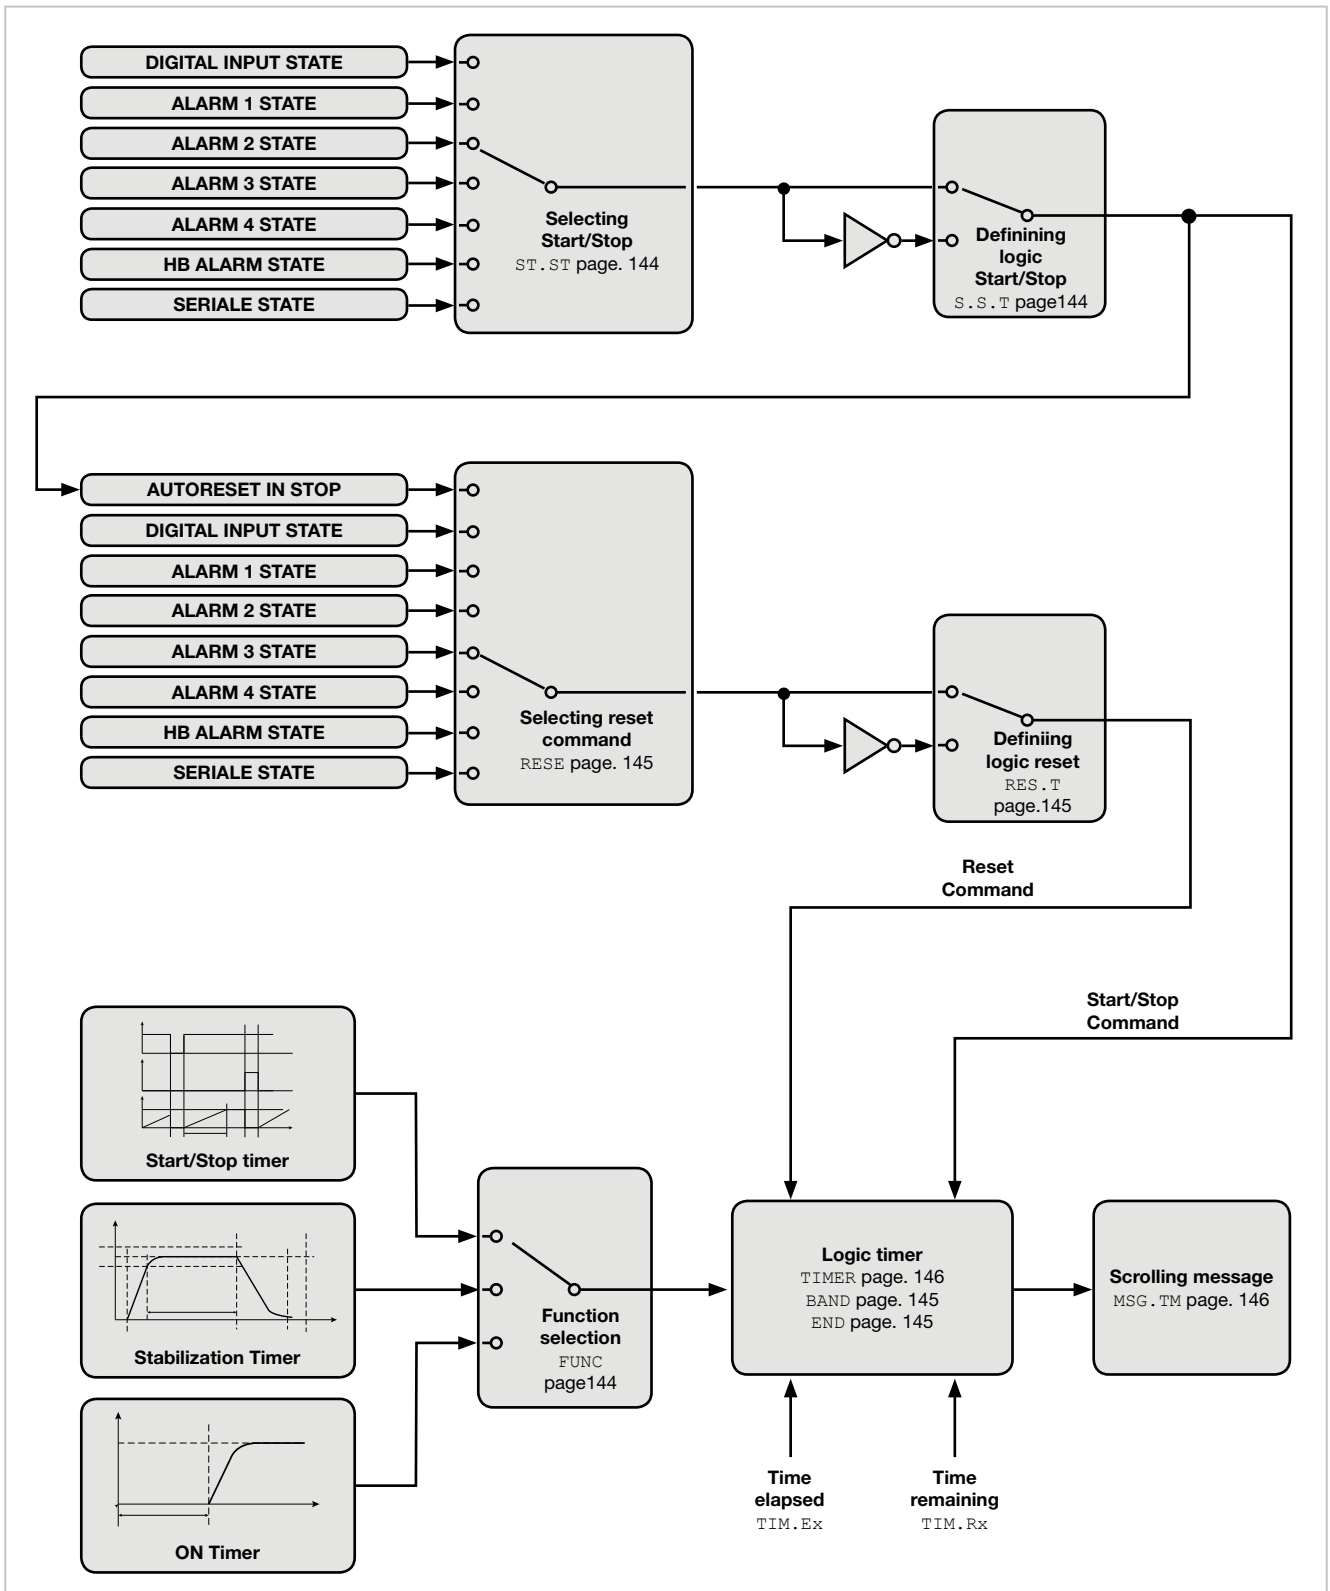 DIGITAL INPUT STATE
ALARM 1 STATE
ALARM 2 STATE
ALARM 3 STATE
ALARM 4 STATE
HB ALARM STATE
SERIALE STATE
Selecting
Start/Stop
ST.ST page. 144
Definining
logic
Start/Stop
S.S.T page144
AUTORESET IN STOP
DIGITAL INPUT STATE
ALARM 1 STATE
ALARM 2 STATE
ALARM 3 STATE
ALARM 4 STATE
HB ALARM STATE
SERIALE STATE
Selecting reset
command
RESE page. 145
Definiing
logic reset
RES.T
page.145
Reset
Command
Start/Stop
Command
Start/Stop timer
Stabilization Timer
ON Timer
Function
selection
FUNC
page144
Logic timer
TIMER page. 146
BAND page. 145
END page. 145
Scrolling message
MSG.TM page. 146
Time
elapsed
TIM.Ex
Time
remaining
TIM.Rx